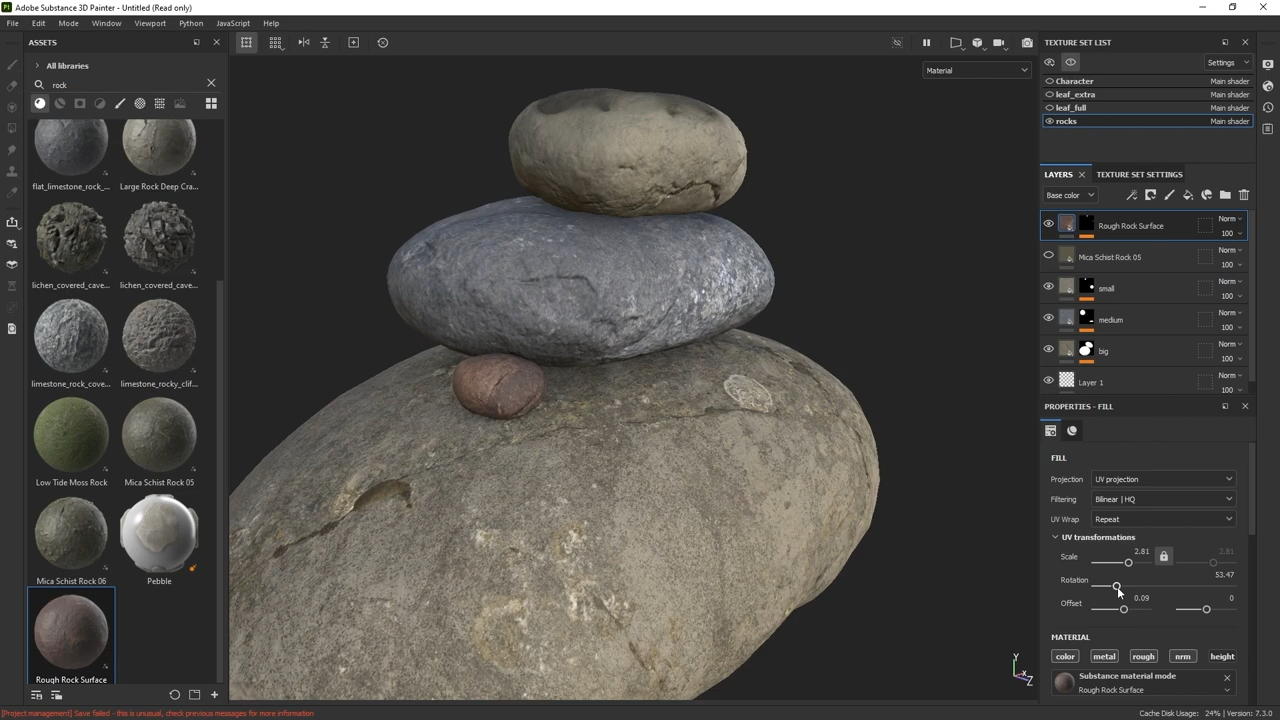 Adobe Substance 3D Painter - Untitled (Read only)
File Edit Mode Window Viewport Python JavaScript Help
ASSETS
All libraries
rock
flat_limestone_rock_...
Large Rock Deep Cra...
lichen_covered_cave...
lichen_covered_cave...
limestone_rock_cove...
limestone_rocky_clif...
Low Tide Moss Rock
Mica Schist Rock 05
Mica Schist Rock 06
Pebble
Rough Rock Surface
Material
Y
X
Z
TEXTURE SET LIST
Settings
Character Main shader
leaf_extra Main shader
leaf_full Main shader
rocks Main shader
LAYERS TEXTURE SET SETTINGS
Base color
Rough Rock Surface Norm 100
Mica Schist Rock 05 Norm 100
small Norm 100
medium Norm 100
big Norm 100
Layer 1 Norm 100
PROPERTIES - FILL
FILL
Projection UV projection
Filtering Bilinear | HQ
UV Wrap Repeat
UV transformations
Scale 2.81 2.81
Rotation 53.47
Offset 0.09 0
MATERIAL
color metal rough nrm height
Substance material mode
Rough Rock Surface
[Project management] Save failed - this is unusual, check previous messages for more information
Cache Disk Usage: 24% | Version: 7.3.0